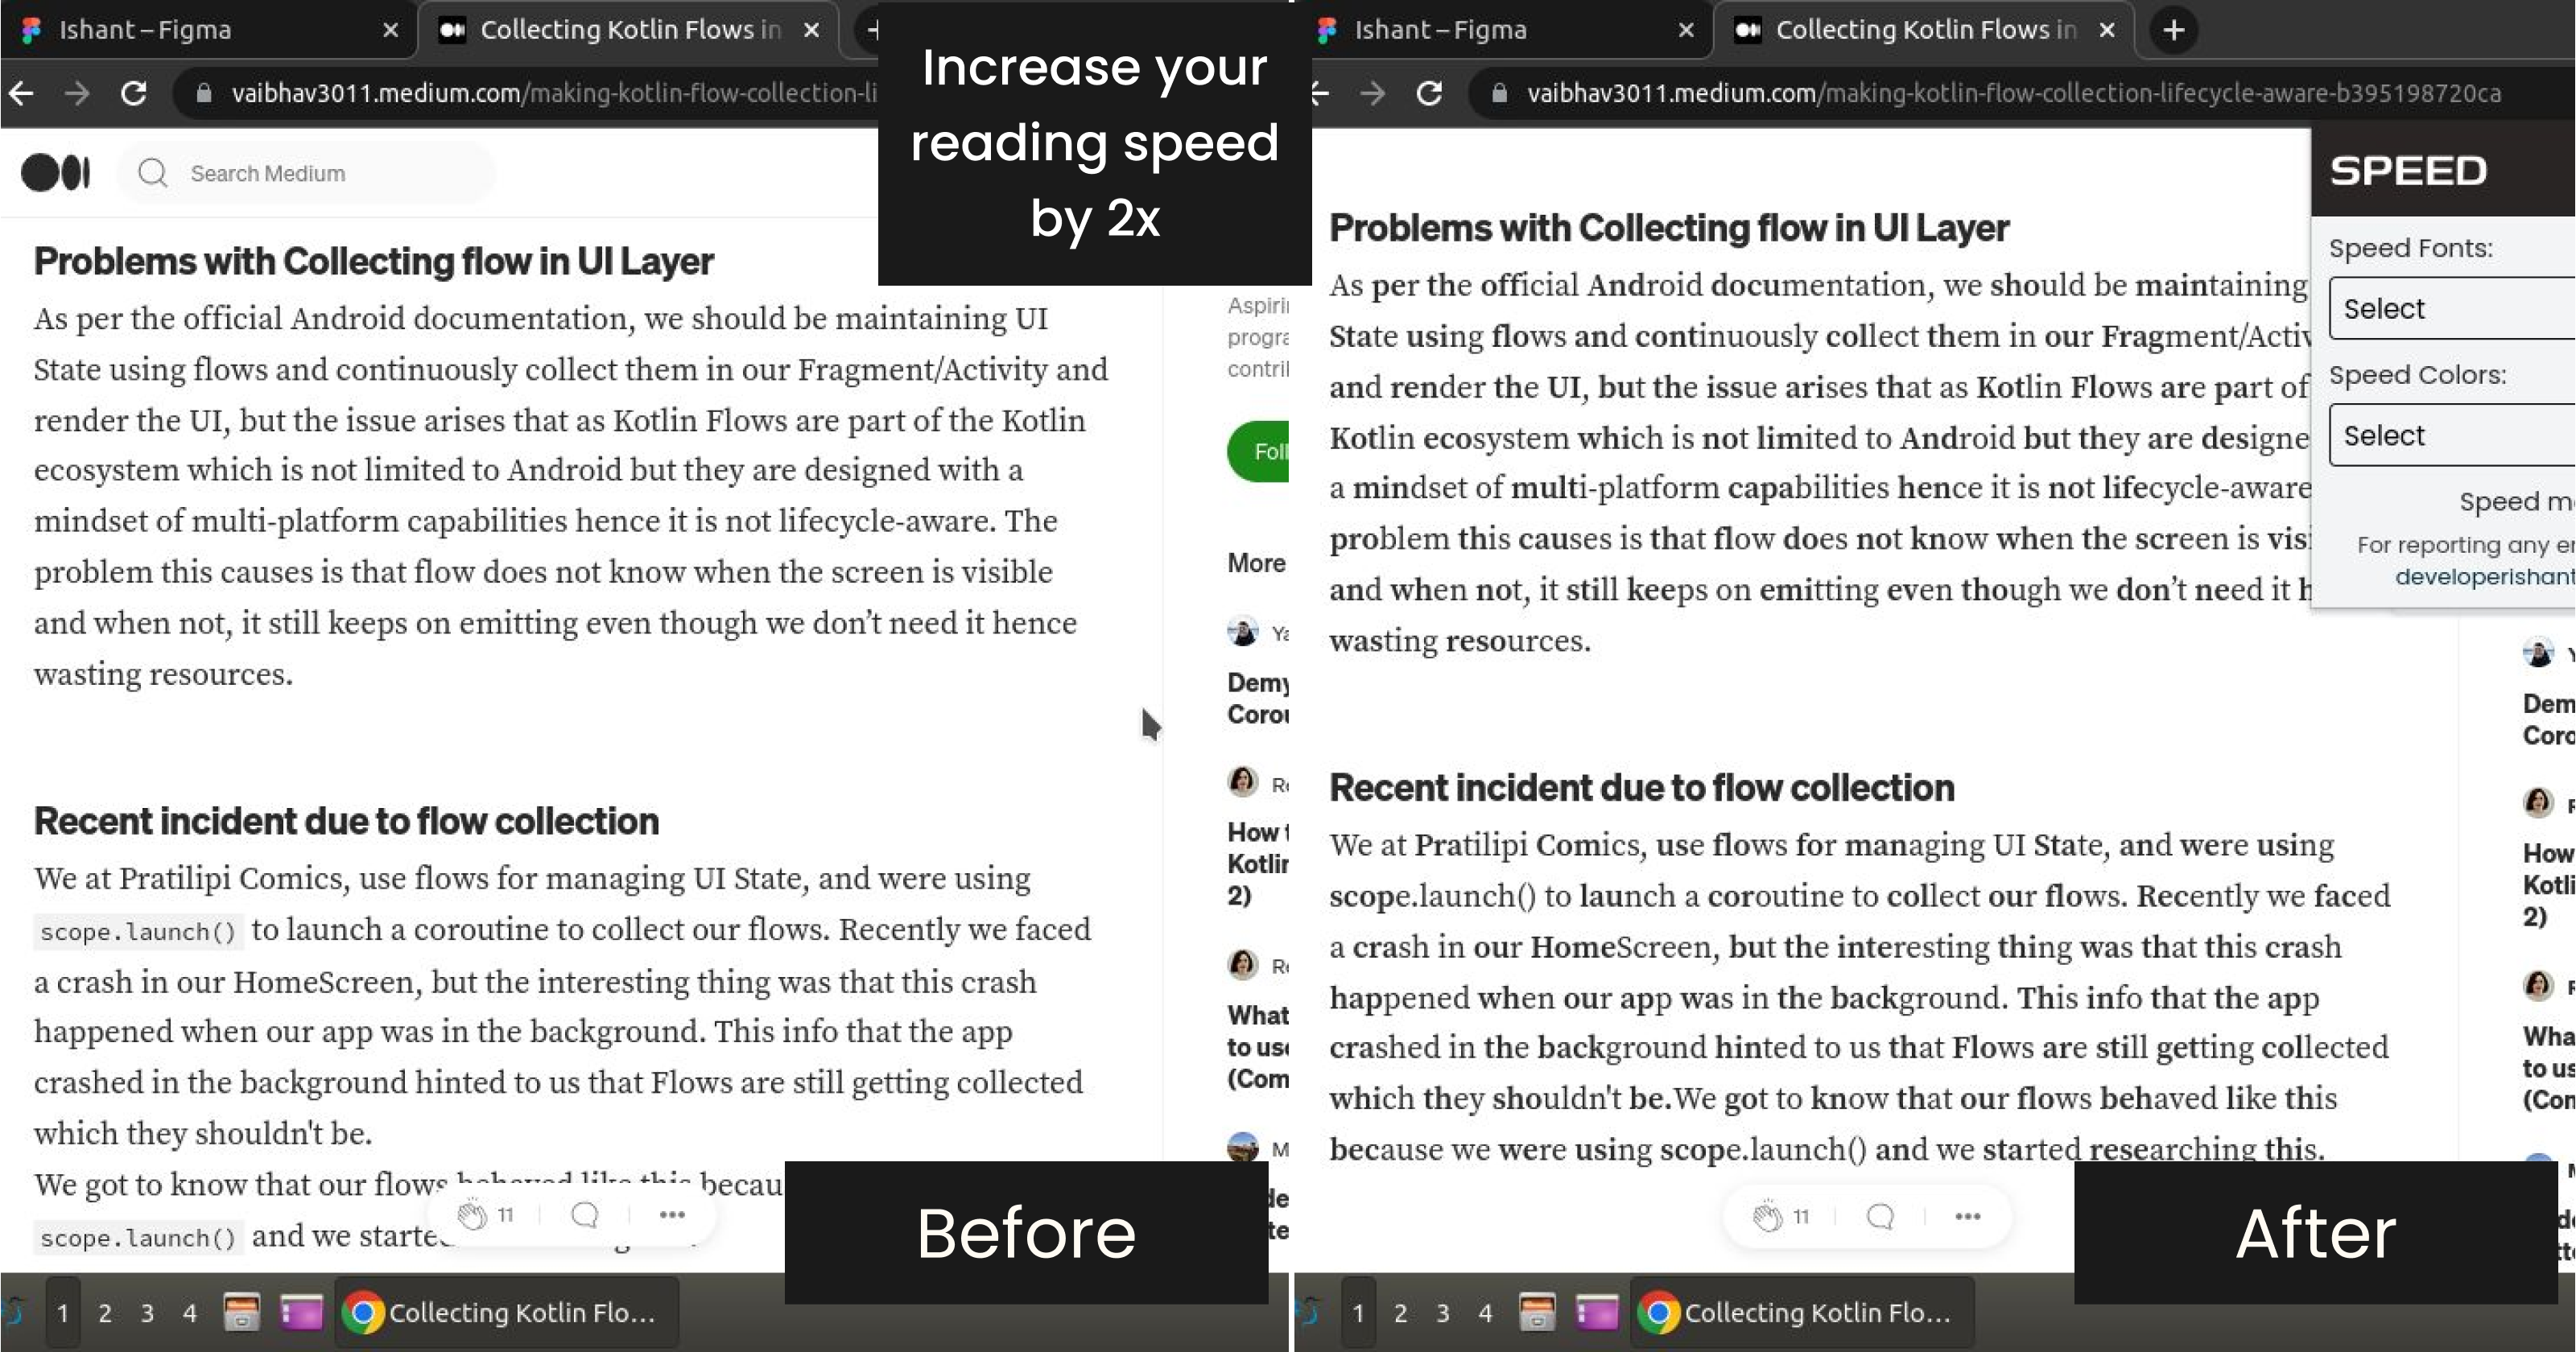 Ishant – Figma
Collecting Kotlin Flows in
vaibhav3011.medium.com/making-kotlin-flow-collection-li
Increase your
reading speed
by 2x
Search Medium
Problems with Collecting flow in UI Layer
As per the official Android documentation, we should be maintaining UI
State using flows and continuously collect them in our Fragment/Activity and
render the UI, but the issue arises that as Kotlin Flows are part of the Kotlin
ecosystem which is not limited to Android but they are designed with a
mindset of multi-platform capabilities hence it is not lifecycle-aware. The
problem this causes is that flow does not know when the screen is visible
and when not, it still keeps on emitting even though we don’t need it hence
wasting resources.
Recent incident due to flow collection
We at Pratilipi Comics, use flows for managing UI State, and were using
scope.launch() to launch a coroutine to collect our flows. Recently we faced
a crash in our HomeScreen, but the interesting thing was that this crash
happened when our app was in the background. This info that the app
crashed in the background hinted to us that Flows are still getting collected
which they shouldn't be.
We got to know that our flows behaved like this becau
scope.launch() and we starte
11
Aspiri
progra
contri
Foll
More
Ya
Demy
Corou
Re
How t
Kotlin
2)
Re
What
to use
(Com
M
de
te
Before
1 2 3 4 Collecting Kotlin Flo...
Ishant – Figma
Collecting Kotlin Flows in
vaibhav3011.medium.com/making-kotlin-flow-collection-lifecycle-aware-b395198720ca
Problems with Collecting flow in UI Layer
As per the official Android documentation, we should be maintaining
State using flows and continuously collect them in our Fragment/Activ
and render the UI, but the issue arises that as Kotlin Flows are part of
Kotlin ecosystem which is not limited to Android but they are designe
a mindset of multi-platform capabilities hence it is not lifecycle-aware
problem this causes is that flow does not know when the screen is visi
and when not, it still keeps on emitting even though we don’t need it h
wasting resources.
Recent incident due to flow collection
We at Pratilipi Comics, use flows for managing UI State, and were using
scope.launch() to launch a coroutine to collect our flows. Recently we faced
a crash in our HomeScreen, but the interesting thing was that this crash
happened when our app was in the background. This info that the app
crashed in the background hinted to us that Flows are still getting collected
which they shouldn't be.We got to know that our flows behaved like this
because we were using scope.launch() and we started researching this.
11
SPEED
Speed Fonts:
Select
Speed Colors:
Select
Speed m
For reporting any er
developerishant
Dem
Coro
How
Kotli
2)
Wha
to us
(Con
After
1 2 3 4 Collecting Kotlin Flo...